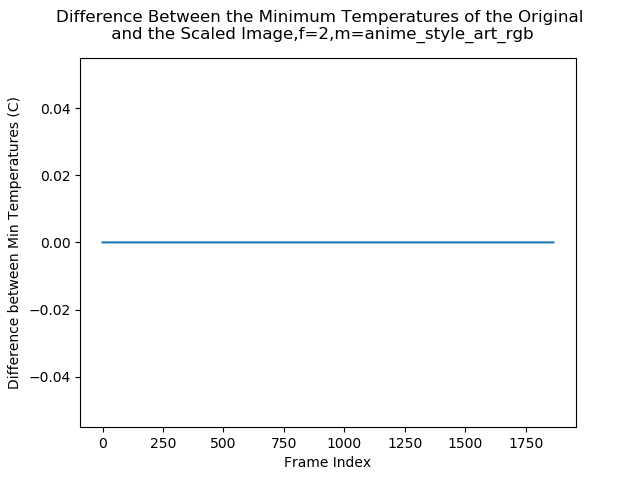 Difference Between the Minimum Temperatures of the Original
and the Scaled Image,f=2,m=anime_style_art_rgb
Difference between Min Temperatures (C)
0.04
0.02
0.00
−0.02
−0.04
0 250 500 750 1000 1250 1500 1750
Frame Index